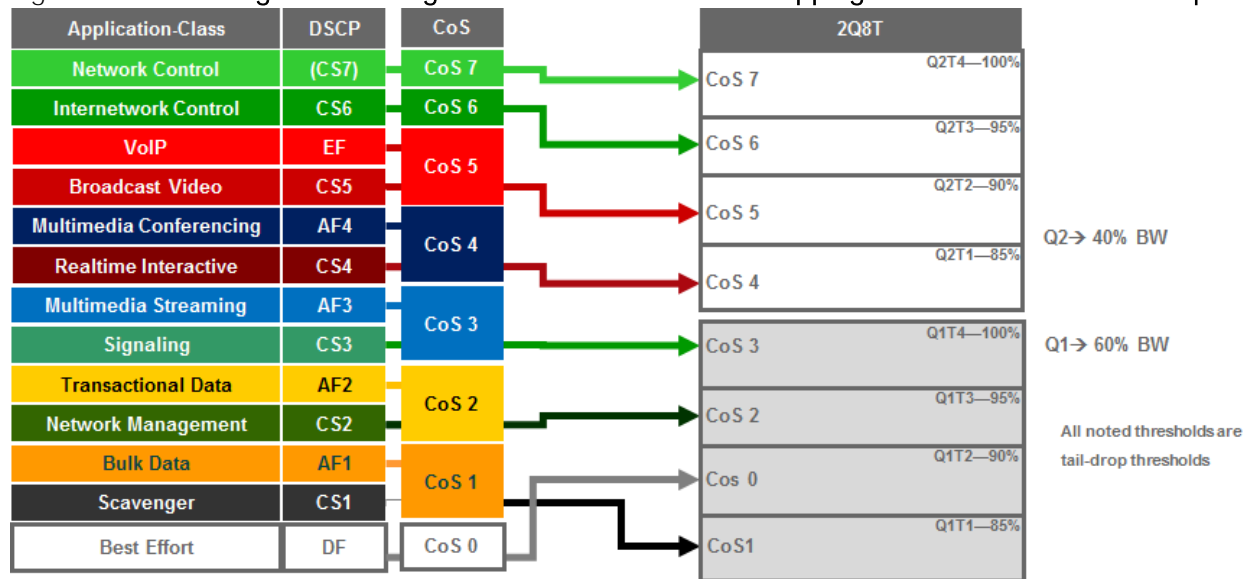 Application-Class DSCP CoS 2Q8T
Network Control (CS7) CoS 7 CoS 7 Q2T4—100%
Internetwork Control CS6 CoS 6 CoS 6 Q2T3—95%
VoIP EF
CoS 5
Broadcast Video CS5 CoS 5 Q2T2—90%
Multimedia Conferencing AF4
CoS 4 Q2→ 40% BW
Realtime Interactive CS4 CoS 4 Q2T1—85%
Multimedia Streaming AF3
CoS 3
Signaling CS3 CoS 3 Q1T4—100% Q1→ 60% BW
Transactional Data AF2
CoS 2
Network Management CS2 CoS 2 Q1T3—95%
All noted thresholds are
tail-drop thresholds
Bulk Data AF1
CoS 1 Cos 0 Q1T2—90%
Scavenger CS1
Best Effort DF CoS 0 CoS1 Q1T1—85%